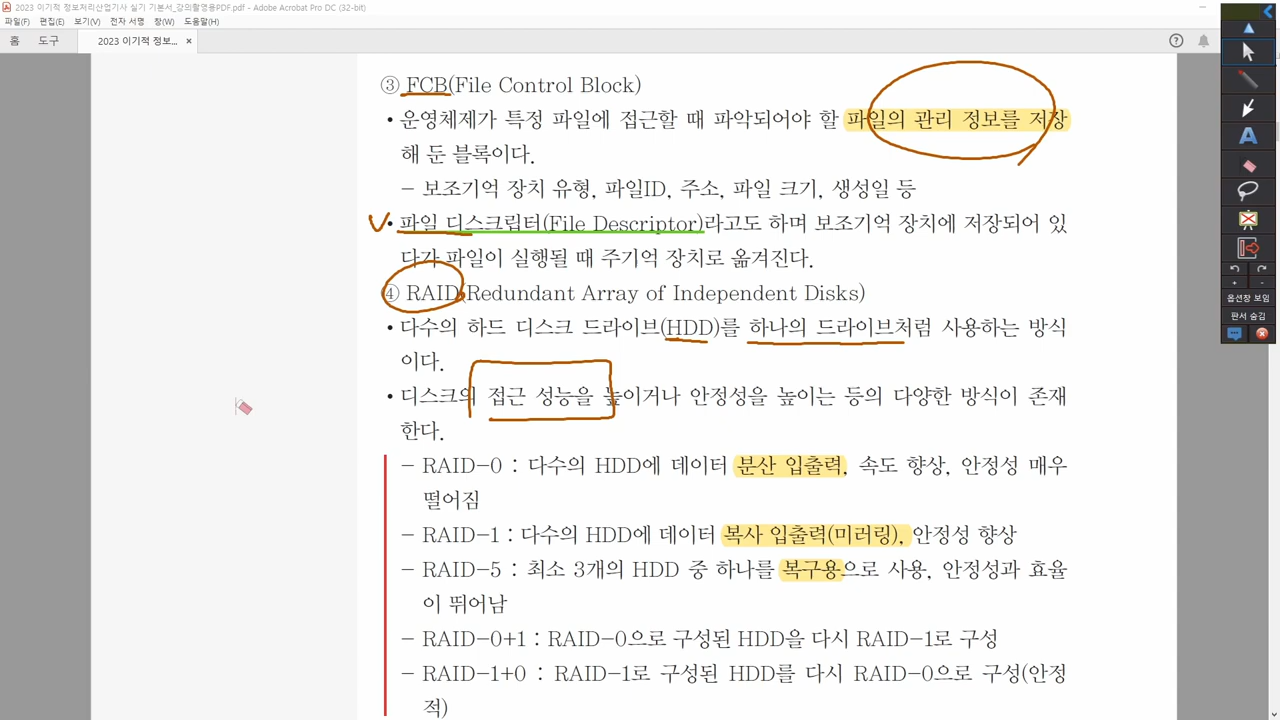 2023 이기적 정보처리산업기사 실기 기본서_강의촬영용PDF.pdf - Adobe Acrobat Pro DC (32-bit)
파일(F) 편집(E) 보기(V) 전자 서명 창(W) 도움말(H)
홈 도구 2023 이기적 정보... ×
③ FCB(File Control Block)
• 운영체제가 특정 파일에 접근할 때 파악되어야 할 파일의 관리 정보를 저장
해 둔 블록이다.
– 보조기억 장치 유형, 파일ID, 주소, 파일 크기, 생성일 등
• 파일 디스크립터(File Descriptor)라고도 하며 보조기억 장치에 저장되어 있
다가 파일이 실행될 때 주기억 장치로 옮겨진다.
④ RAID(Redundant Array of Independent Disks)
• 다수의 하드 디스크 드라이브(HDD)를 하나의 드라이브처럼 사용하는 방식
이다.
• 디스크의 접근 성능을 높이거나 안정성을 높이는 등의 다양한 방식이 존재
한다.
– RAID-0 : 다수의 HDD에 데이터 분산 입출력, 속도 향상, 안정성 매우
떨어짐
– RAID-1 : 다수의 HDD에 데이터 복사 입출력(미러링), 안정성 향상
– RAID-5 : 최소 3개의 HDD 중 하나를 복구용으로 사용, 안정성과 효율
이 뛰어남
– RAID-0+1 : RAID-0으로 구성된 HDD을 다시 RAID-1로 구성
– RAID-1+0 : RAID-1로 구성된 HDD를 다시 RAID-0으로 구성(안정
적)
A
+ -
옵션창 보임
판서 숨김